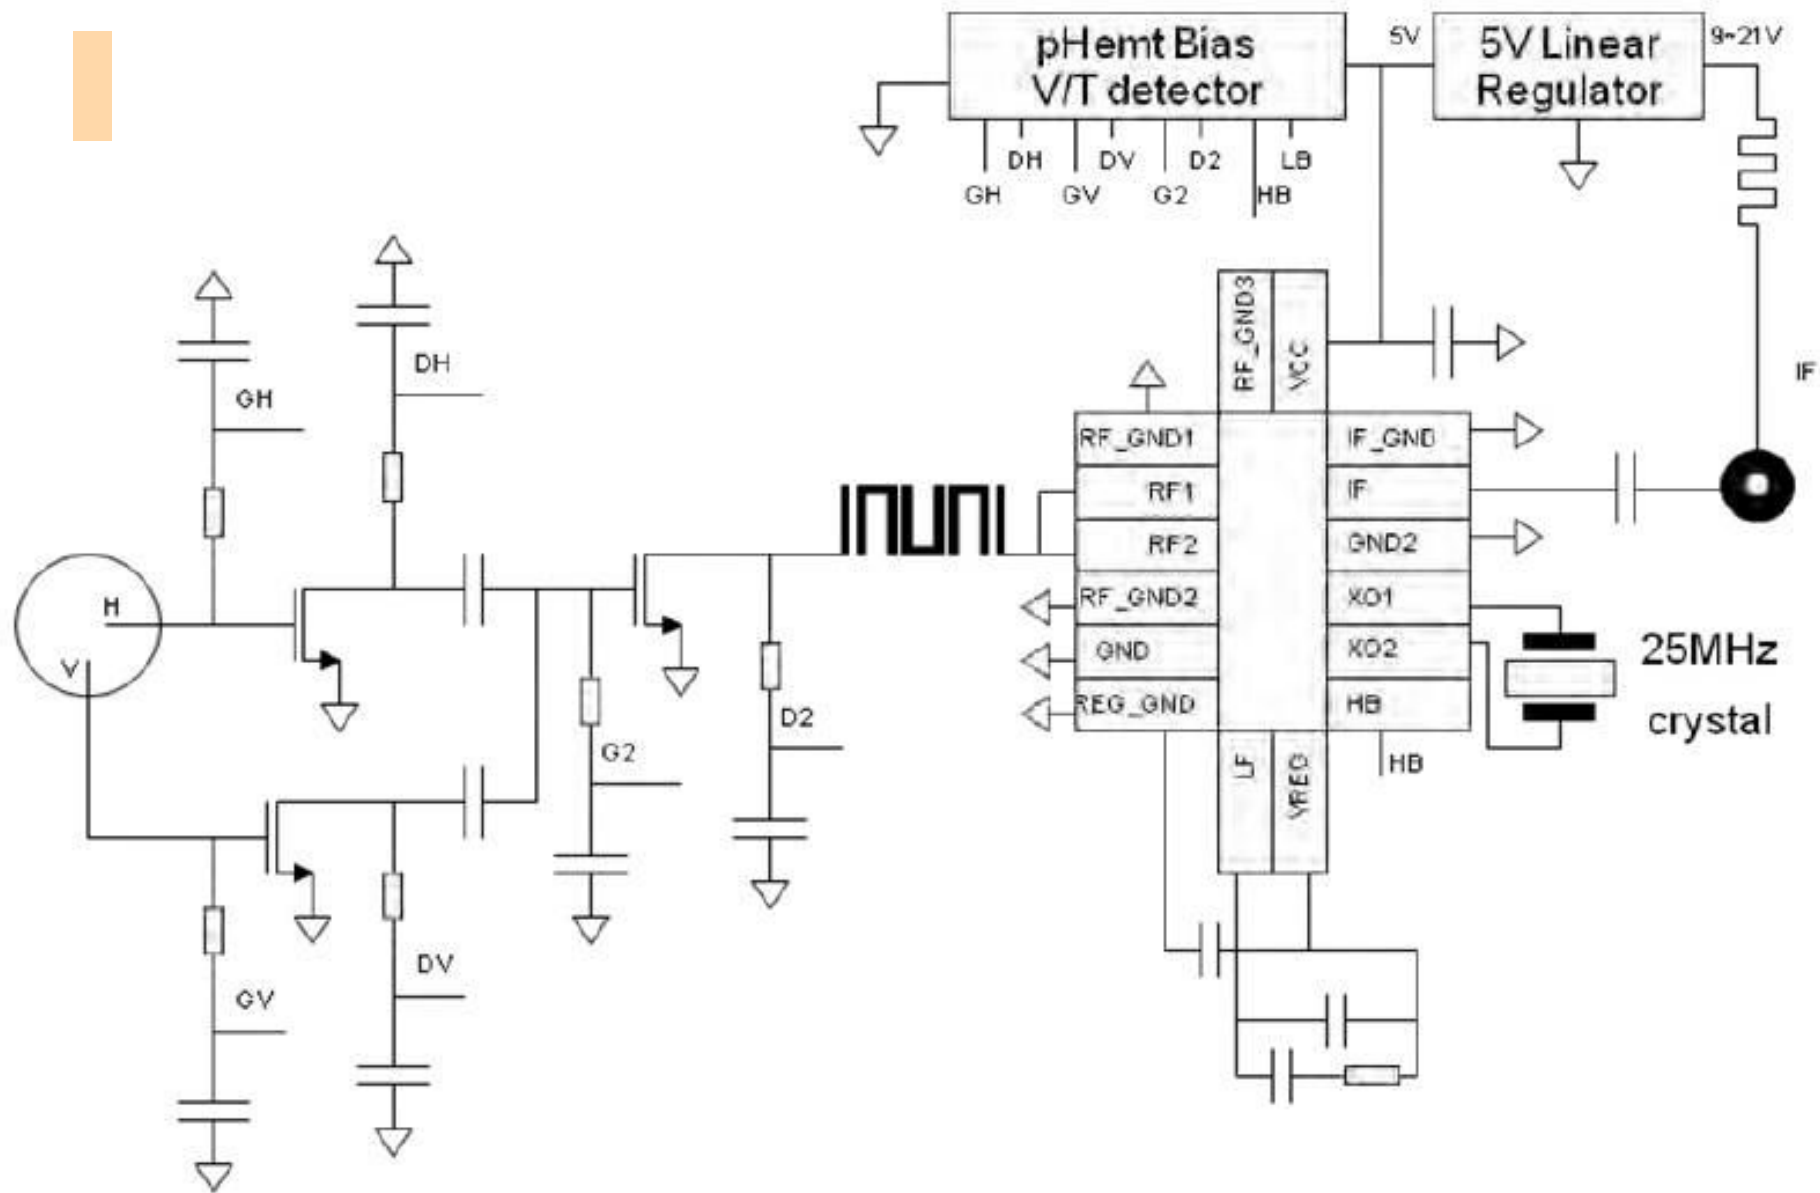 pHemt Bias
V/T detector
5V
5V Linear
Regulator
9~21V
DH
DV
D2
LB
GH
GV
G2
HB
RF_GND3
VCC
IF
DH
GH
RF_GND1
IF_GND
RF1
IF
RF2
GND2
RF_GND2
XO1
GND
XO2
REG_GND
HB
25MHz
crystal
H
V
D2
G2
LF
VREG
HB
DV
GV